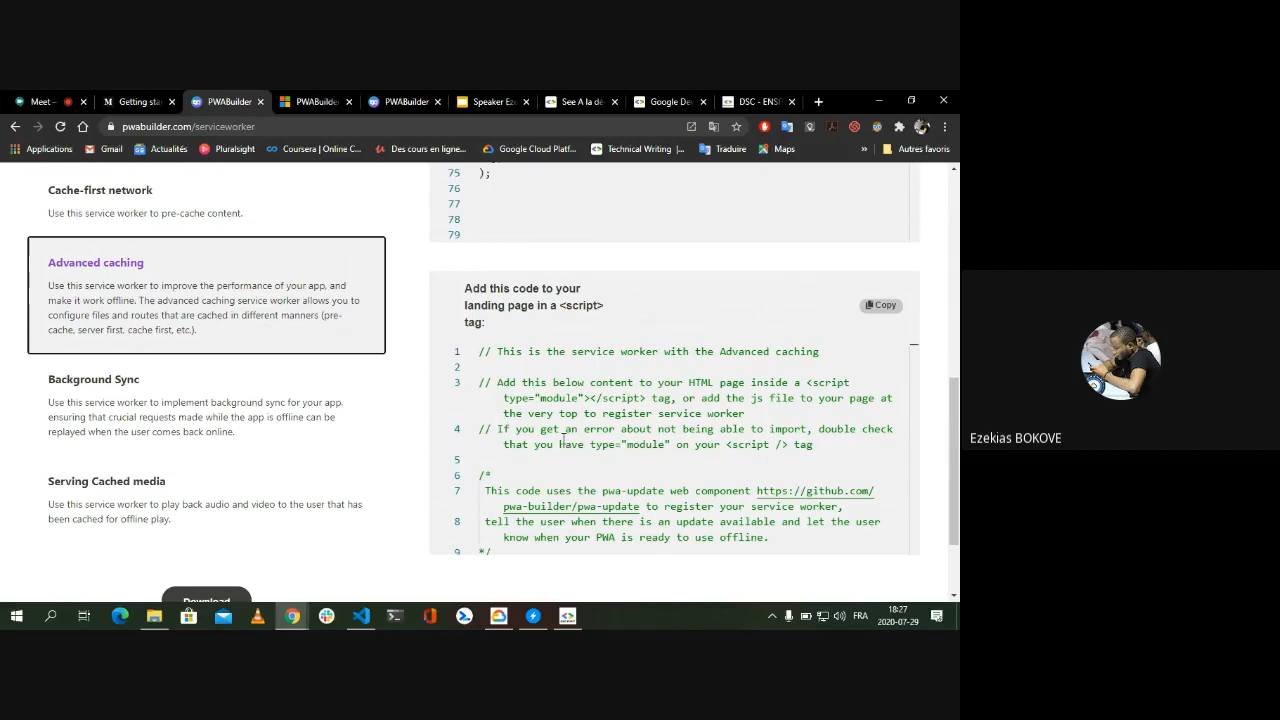 Meet –
Getting sta
PWABuilder
PWABuilde
PWABuilder
Speaker Eze
See A la dé
Google De
DSC - ENSI
pwabuilder.com/serviceworker
Applications
Gmail
Actualités
Pluralsight
Coursera | Online C...
Des cours en ligne...
Google Cloud Platf...
Technical Writing |...
Traduire
Maps
»
Autres favoris
Cache-first network
Use this service worker to pre-cache content.
Advanced caching
Use this service worker to improve the performance of your app, and
make it work offline. The advanced caching service worker allows you to
configure files and routes that are cached in different manners (pre-
cache, server first, cache first, etc.).
Background Sync
Use this service worker to implement background sync for your app,
ensuring that crucial requests made while the app is offline can be
replayed when the user comes back online.
Serving Cached media
Use this service worker to play back audio and video to the user that has
been cached for offline play.
Download
75 );
76
77
78
79
Add this code to your
landing page in a <script>
tag:
Copy
1 // This is the service worker with the Advanced caching
2
3 // Add this below content to your HTML page inside a <script
type="module"></script> tag, or add the js file to your page at
the very top to register service worker
4 // If you get an error about not being able to import, double check
that you have type="module" on your <script /> tag
5
6 /*
7 This code uses the pwa-update web component https://github.com/
pwa-builder/pwa-update to register your service worker,
8 tell the user when there is an update available and let the user
know when your PWA is ready to use offline.
9 */
FRA
18:27
2020-07-29
Ezekias BOKOVE